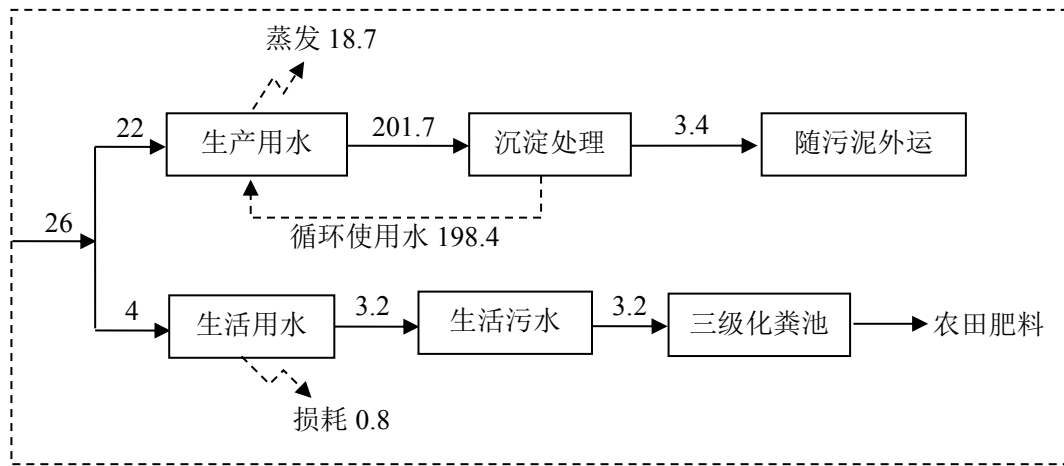 蒸发 18.7
22
生产用水
201.7
沉淀处理
3.4
随污泥外运
循环使用水 198.4
26
4
生活用水
3.2
生活污水
3.2
三级化粪池
农田肥料
损耗 0.8